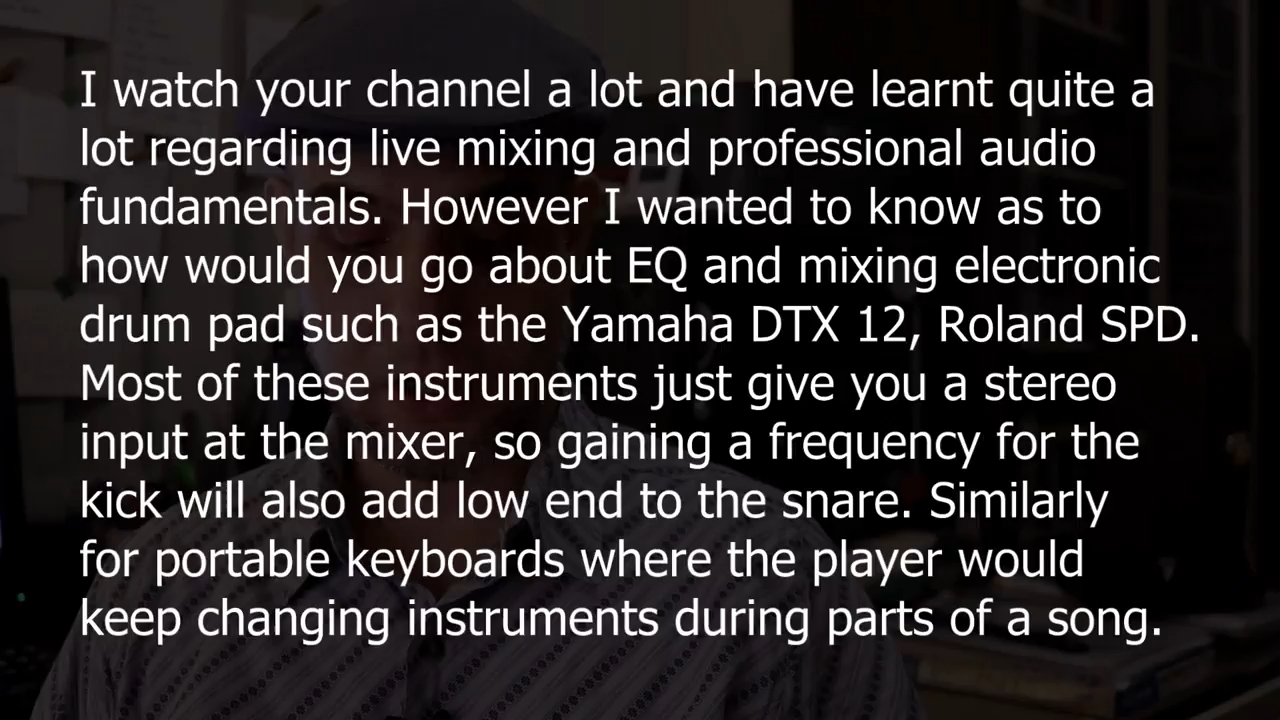 I watch your channel a lot and have learnt quite a
lot regarding live mixing and professional audio
fundamentals. However I wanted to know as to
how would you go about EQ and mixing electronic
drum pad such as the Yamaha DTX 12, Roland SPD.
Most of these instruments just give you a stereo
input at the mixer, so gaining a frequency for the
kick will also add low end to the snare. Similarly
for portable keyboards where the player would
keep changing instruments during parts of a song.